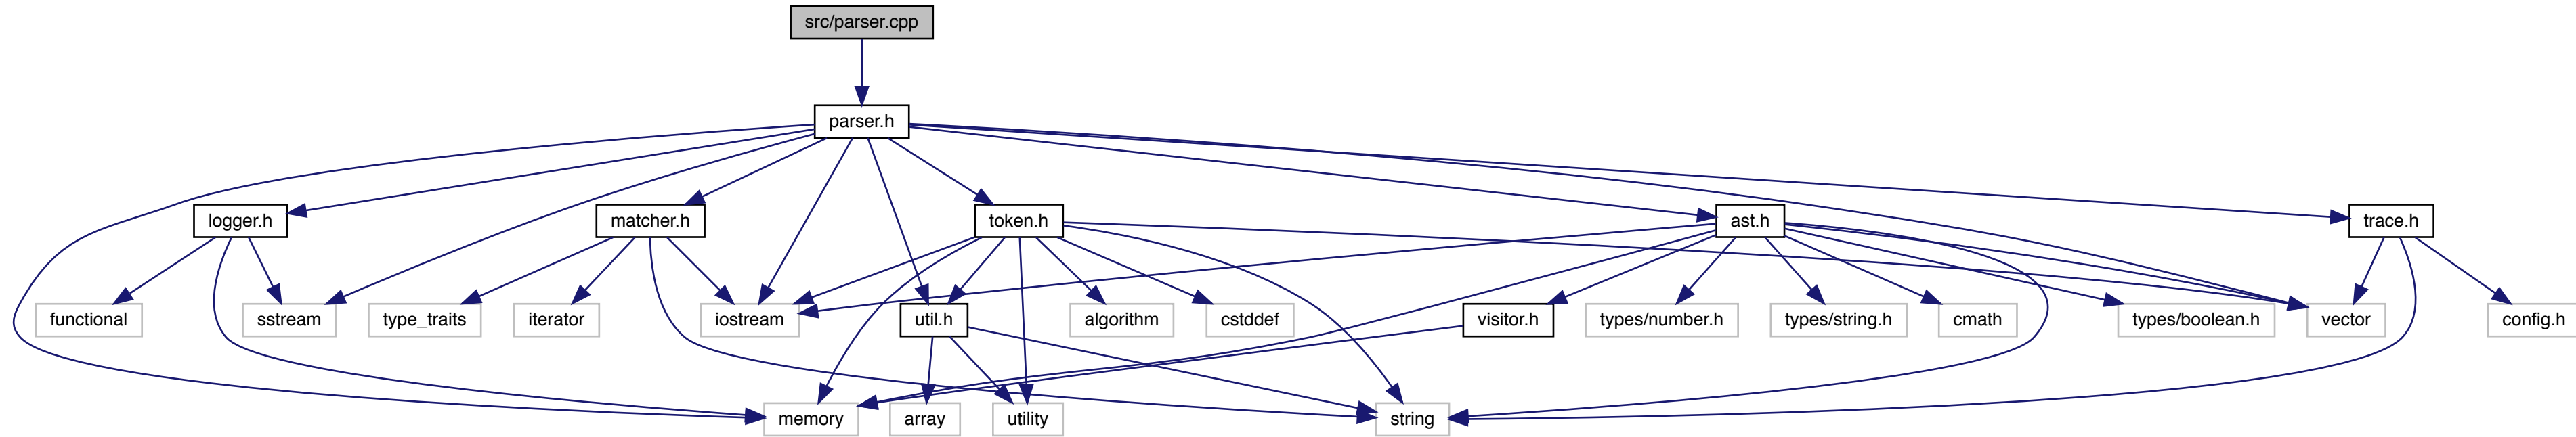 src/parser.cpp
parser.h
logger.h
matcher.h
token.h
ast.h
trace.h
functional
sstream
type_traits
iterator
iostream
util.h
algorithm
cstddef
visitor.h
types/number.h
types/string.h
cmath
types/boolean.h
vector
config.h
memory
array
utility
string